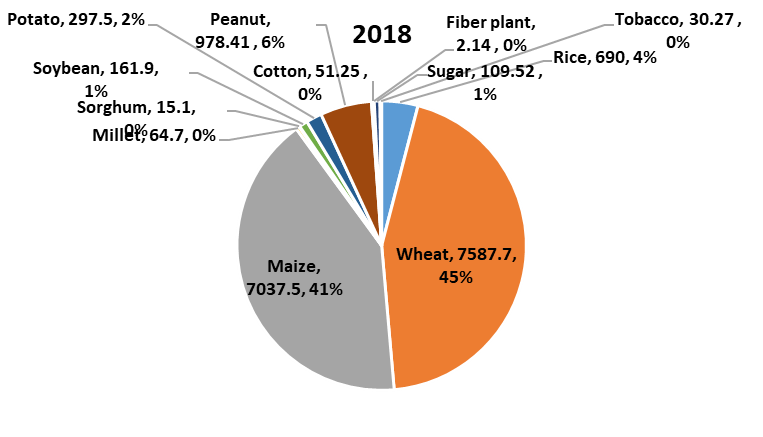 2018
Potato, 297.5, 2%
Peanut,
978.41, 6%
Fiber plant,
2.14, 0%
Tobacco, 30.27,
0%
Soybean, 161.9,
1%
Cotton, 51.25,
0%
Sugar, 109.52,
1%
Rice, 690, 4%
Sorghum, 15.1,
0%
Millet, 64.7, 0%
Wheat, 7587.7,
45%
Maize,
7037.5, 41%